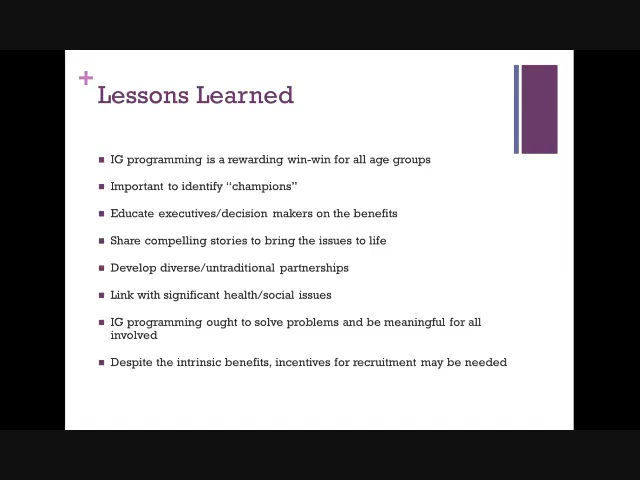 +
Lessons Learned
IG programming is a rewarding win-win for all age groups
Important to identify “champions”
Educate executives/decision makers on the benefits
Share compelling stories to bring the issues to life
Develop diverse/untraditional partnerships
Link with significant health/social issues
IG programming ought to solve problems and be meaningful for all
involved
Despite the intrinsic benefits, incentives for recruitment may be needed